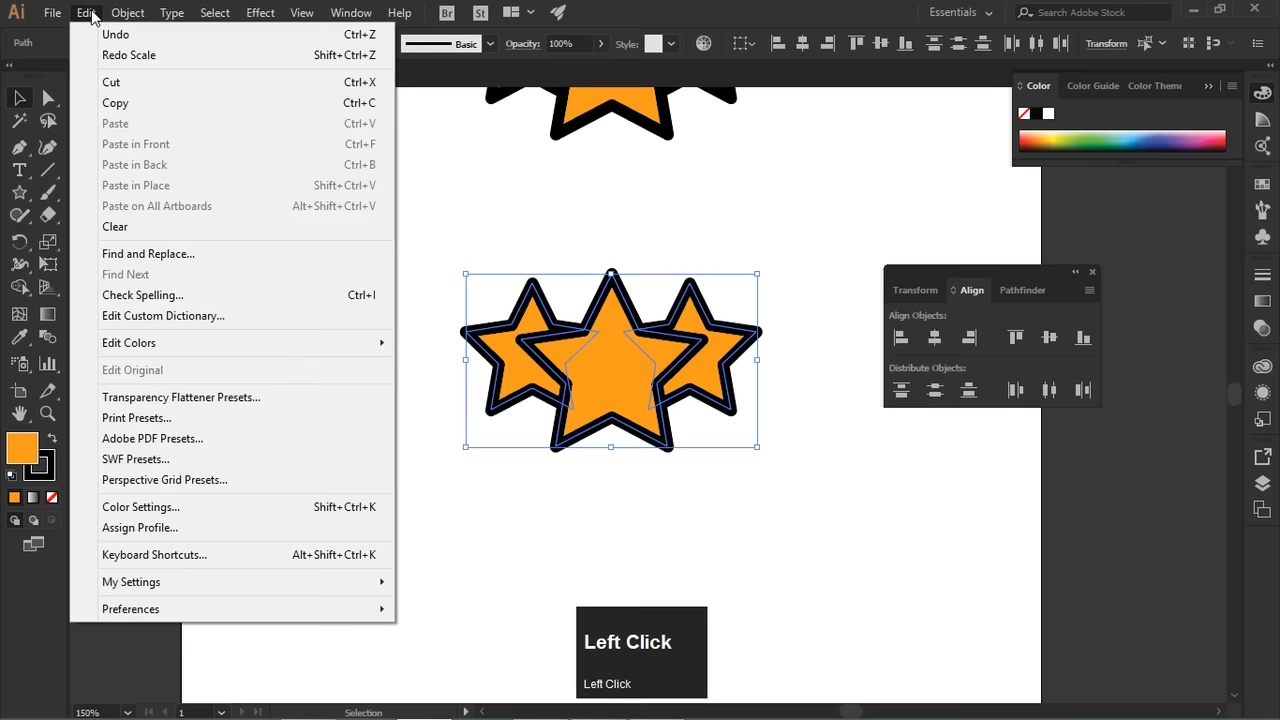 Ai File Edit Object Type Select Effect View Window Help Br St Essentials Search Adobe Stock
Path Basic Opacity: 100% Style: Transform
Undo Ctrl+Z
Redo Scale Shift+Ctrl+Z
Cut Ctrl+X
Copy Ctrl+C
Paste Ctrl+V
Paste in Front Ctrl+F
Paste in Back Ctrl+B
Paste in Place Shift+Ctrl+V
Paste on All Artboards Alt+Shift+Ctrl+V
Clear
Find and Replace...
Find Next
Check Spelling... Ctrl+I
Edit Custom Dictionary...
Edit Colors
Edit Original
Transparency Flattener Presets...
Print Presets...
Adobe PDF Presets...
SWF Presets...
Perspective Grid Presets...
Color Settings... Shift+Ctrl+K
Assign Profile...
Keyboard Shortcuts... Alt+Shift+Ctrl+K
My Settings
Preferences
Color Color Guide Color Theme
Transform Align Pathfinder
Align Objects:
Distribute Objects:
Left Click
Left Click
150% 1 Selection